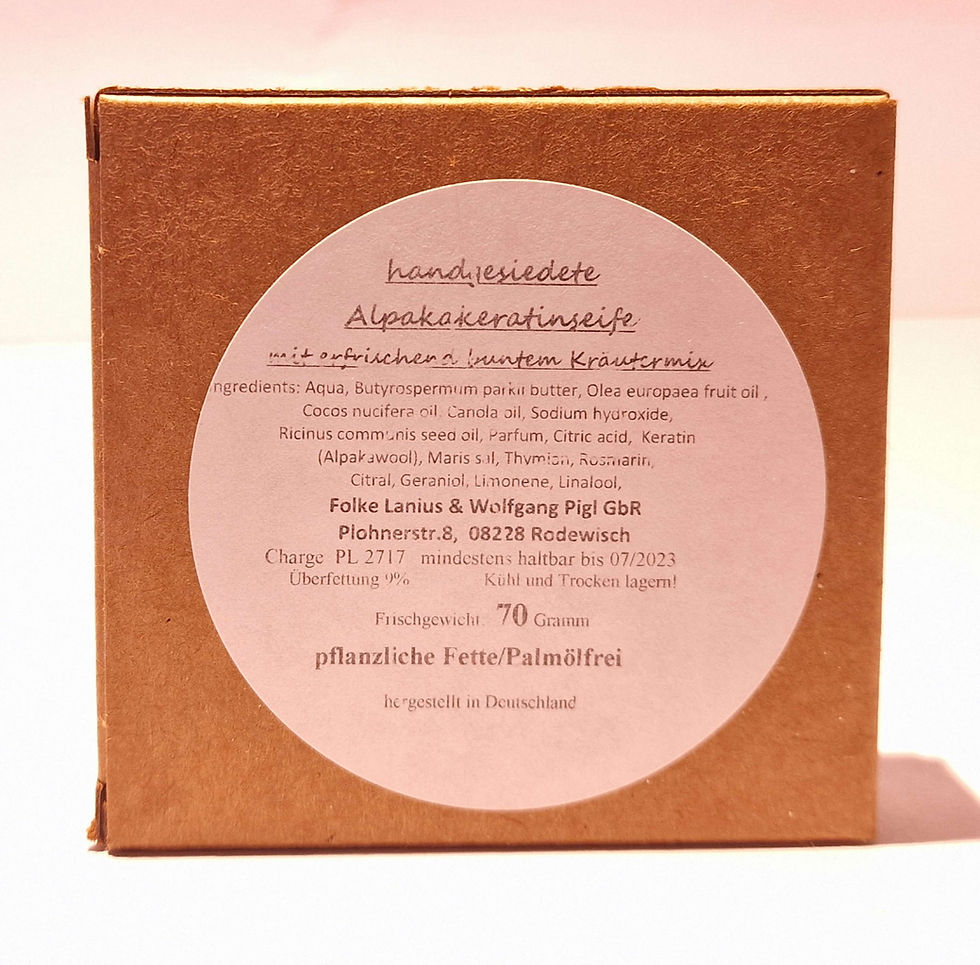 handgesiedete
Alpakakeratinseife
mit erfrischend buntem Kräutermix
ngredients: Aqua, Butyrospermum parkii butter, Olea europaea fruit oil ,
Cocos nucifera oil, Canola oil, Sodium hydroxide,
Ricinus communis seed oil, Parfum, Citric acid, Keratin
(Alpakawool), Maris sal, Thymian, Rosmarin,
Citral, Geraniol, Limonene, Linalool,
Folke Lanius & Wolfgang Pigl GbR
Plohnerstr.8, 08228 Rodewisch
Charge PL 2717 mindestens haltbar bis 07/2023
Überfettung 9% Kühl und Trocken lagern!
Frischgewicht: 70 Gramm
pflanzliche Fette/Palmölfrei
hergestellt in Deutschland